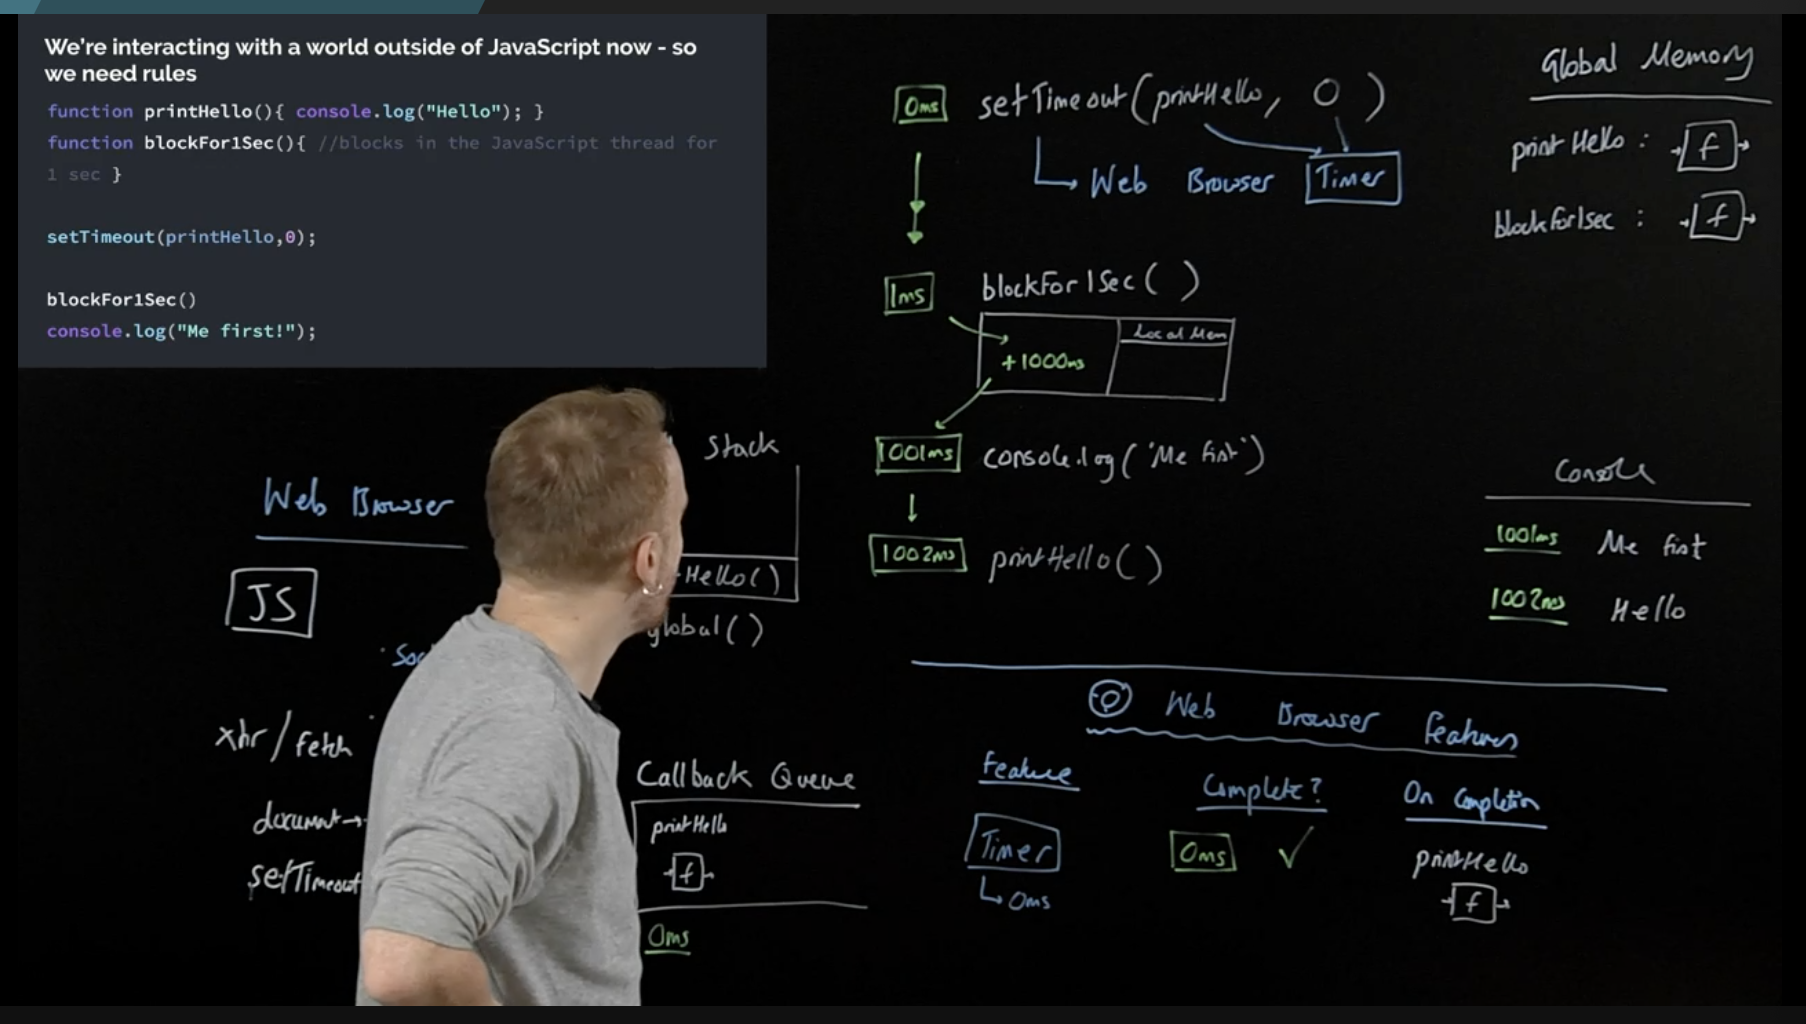 We're interacting with a world outside of JavaScript now - so
we need rules
function printHello(){ console.log("Hello"); }
function blockFor1Sec(){ //blocks in the JavaScript thread for
1 sec }
setTimeout(printHello,0);
blockFor1Sec()
console.log("Me first!");
0ms setTimeout(printHello, 0)
Web Browser Timer
1ms blockFor1Sec( )
Local Mem
+1000ms
1001ms console.log('Me first')
1002ms printHello()
Global Memory
printHello : f
blockFor1sec : f
Console
1001ms Me first
1002ms Hello
Web Browser
JS
xhr/fetch
document
setTimeout
Stack
Hello()
global()
Callback Queue
printHello
f
0ms
Web Browser Features
Feature Complete? On Completion
Timer 0ms ✓ printHello
0ms f